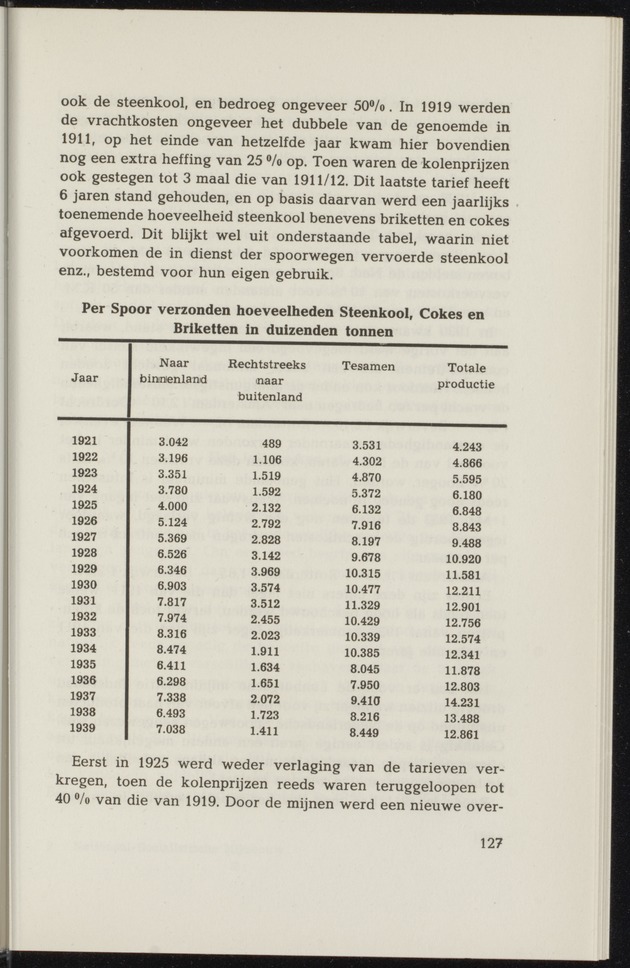 ook de steenkool, en bedroeg ongeveer 50%. In 1919 werden
de vrachtkosten ongeveer het dubbele van de genoemde in
1911, op het einde van hetzelfde jaar kwam hier bovendien
nog een extra heffing van 25 % op. Toen waren de kolenprijzen
ook gestegen tot 3 maal die van 1911/12. Dit laatste tarief heeft
6 jaren stand gehouden, en op basis daarvan werd een jaarlijks
toenemende hoeveelheid steenkool benevens briketten en cokes
afgevoerd. Dit blijkt wel uit onderstaande tabel, waarin niet
voorkomen de in dienst der spoorwegen vervoerde steenkool
enz., bestemd voor hun eigen gebruik.
Per Spoor verzonden hoeveelheden Steenkool, Cokes en
Briketten in duizenden tonnen
Jaar Naar binnenland Rechtstreeks naar buitenland Tesamen Totale productie
1921 3.042 489 3.531 4.243
1922 3.196 1.106 4.302 4.866
1923 3.351 1.519 4.870 5.595
1924 3.780 1.592 5.372 6.180
1925 4.000 2.132 6.132 6.848
1926 5.124 2.792 7.916 8.843
1927 5.369 2.828 8.197 9.488
1928 6.526 3.142 9.678 10.920
1929 6.346 3.969 10.315 11.581
1930 6.903 3.574 10.477 12.211
1931 7.817 3.512 11.329 12.901
1932 7.974 2.455 10.429 12.756
1933 8.316 2.023 10.339 12.574
1934 8.474 1.911 10.385 12.341
1935 6.411 1.634 8.045 11.878
1936 6.298 1.651 7.950 12.803
1937 7.338 2.072 9.410 14.231
1938 6.493 1.723 8.216 13.488
1939 7.038 1.411 8.449 12.861
Eerst in 1925 werd weder verlaging van de tarieven ver-
kregen, toen de kolenprijzen reeds waren teruggeloopen tot
40 % van die van 1919. Door de mijnen werd een nieuwe over-
127